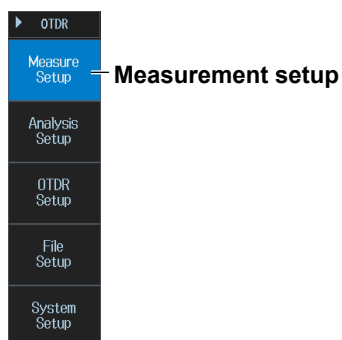 OTDR
Measure
Setup
Measurement setup
Analysis
Setup
OTDR
Setup
File
Setup
System
Setup